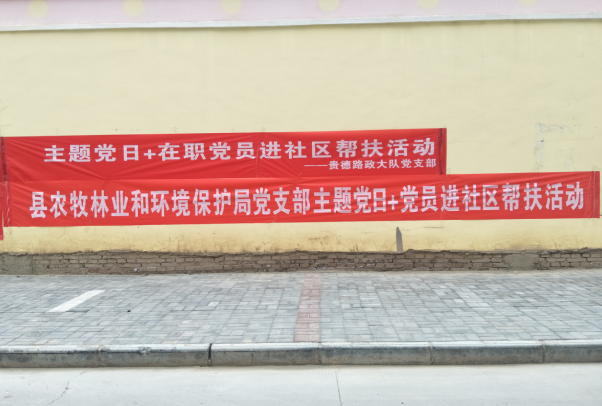 主题党日+在职党员进社区帮扶活动
——贵德路政大队党支部
县农牧林业和环境保护局党支部主题党日+党员进社区帮扶活动